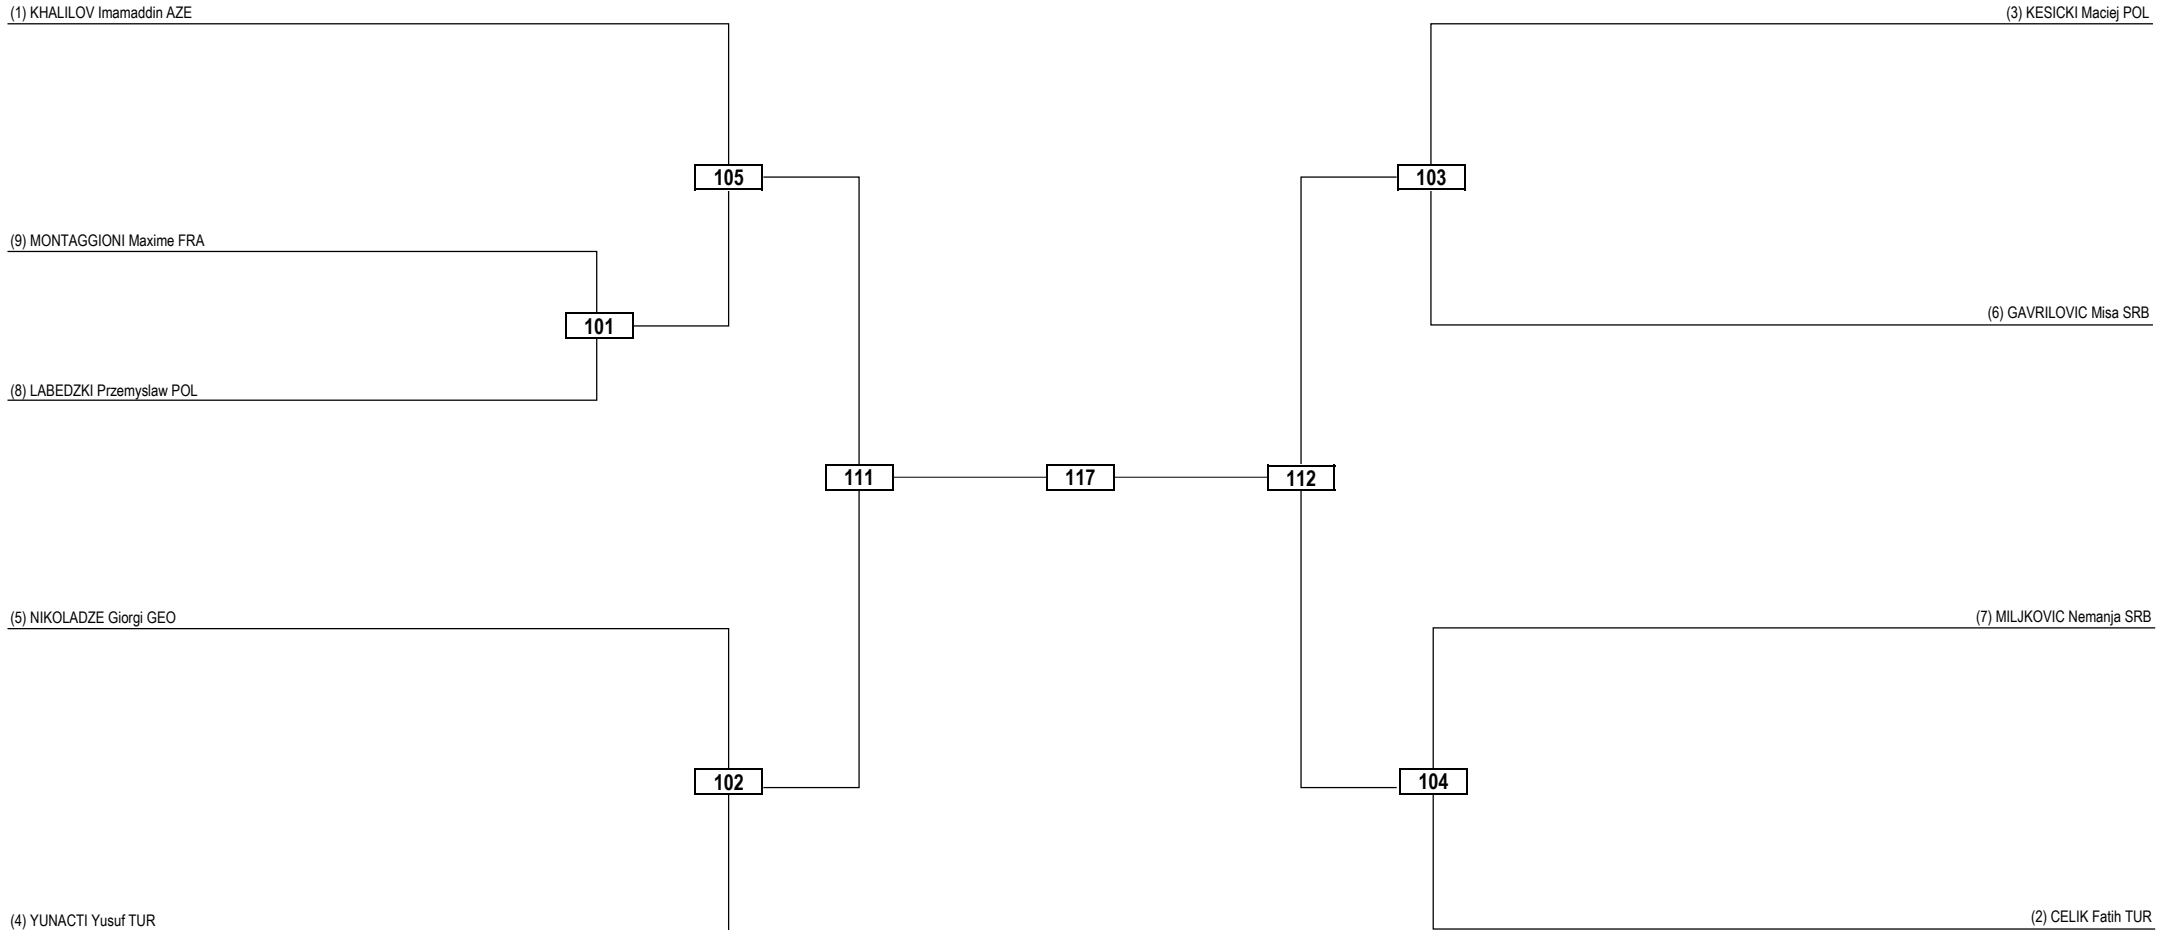 (1) KHALILOV Imamaddin AZE
(3) KESICKI Maciej POL
105
103
(9) MONTAGGIONI Maxime FRA
101
(6) GAVRILOVIC Misa SRB
(8) LABEDZKI Przemyslaw POL
111
117
112
(5) NIKOLADZE Giorgi GEO
(7) MILJKOVIC Nemanja SRB
102
104
(4) YUNACTI Yusuf TUR
(2) CELIK Fatih TUR